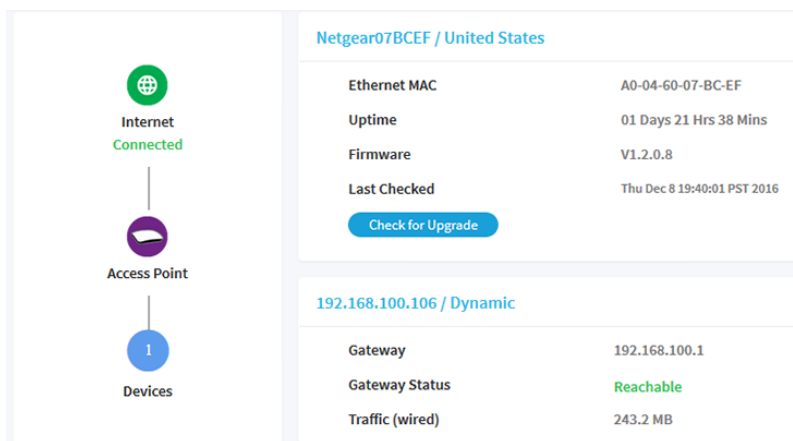 Internet
Connected
Access Point
1
Devices
Netgear07BCEF / United States
Ethernet MAC A0-04-60-07-BC-EF
Uptime 01 Days 21 Hrs 38 Mins
Firmware V1.2.0.8
Last Checked Thu Dec 8 19:40:01 PST 2016
Check for Upgrade
192.168.100.106 / Dynamic
Gateway 192.168.100.1
Gateway Status Reachable
Traffic (wired) 243.2 MB